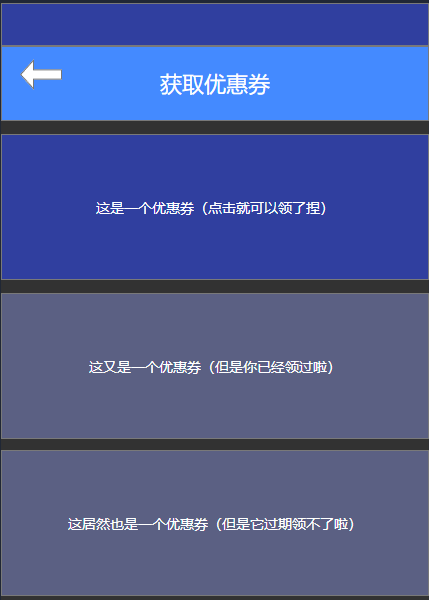 获取优惠券
这是一个优惠券（点击就可以领了捏）
这又是一个优惠券（但是你已经领过啦）
这居然也是一个优惠券（但是它过期领不了啦）